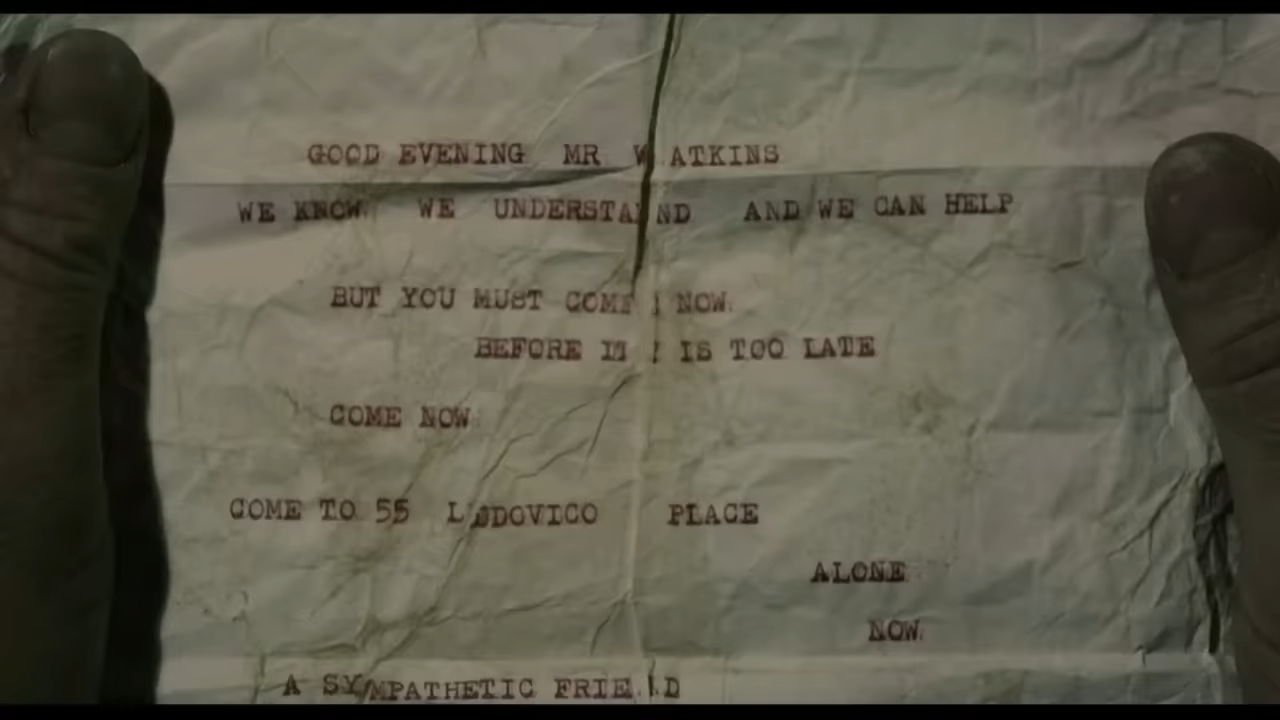 GOOD EVENING MR WATKINS
WE KNOW WE UNDERSTAND AND WE CAN HELP
BUT YOU MUST COME NOW
BEFORE IT IS TOO LATE
COME NOW
COME TO 55 LUDOVICO PLACE
ALONE
NOW
A SYMPATHETIC FRIEND